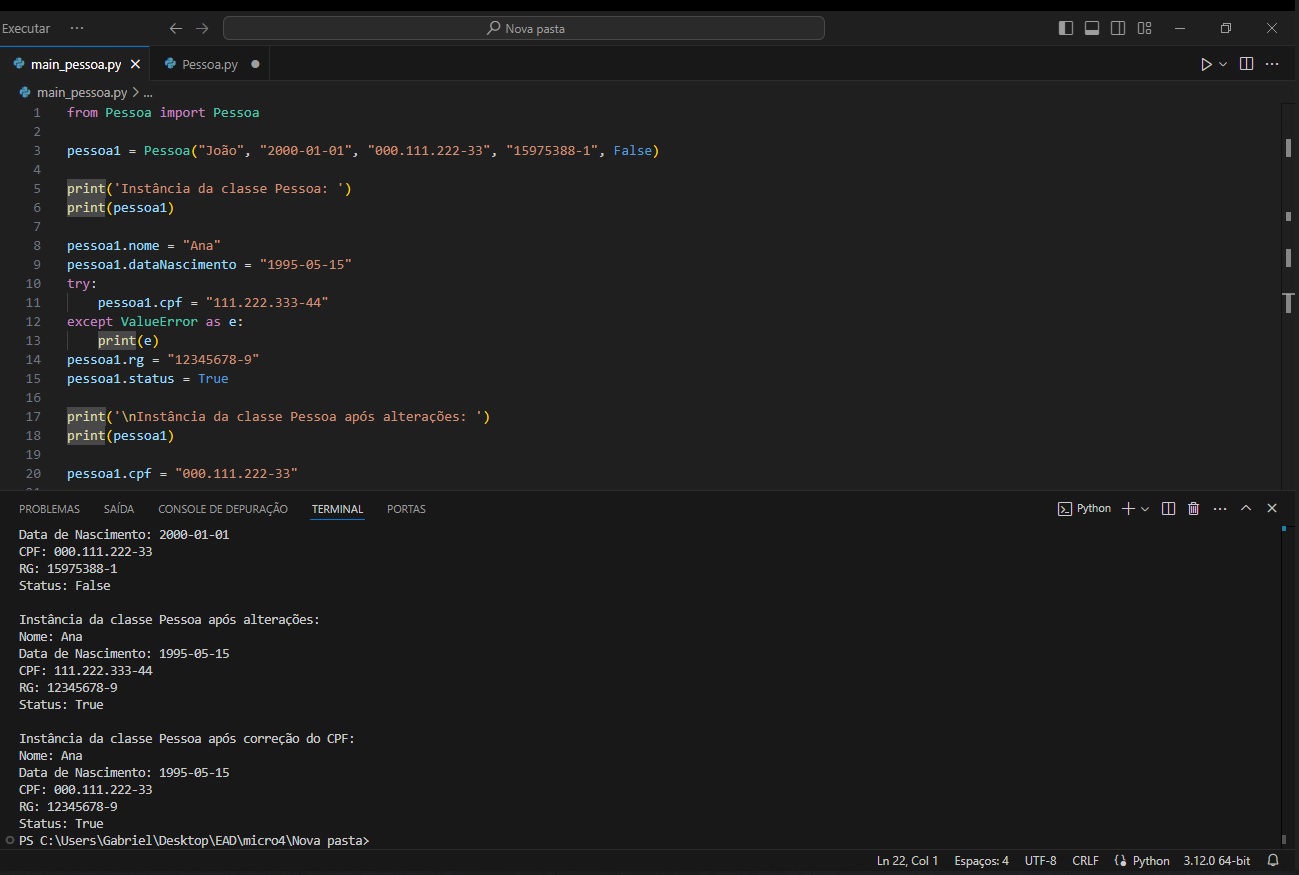 Executar ···
Nova pasta
main_pessoa.py
Pessoa.py
main_pessoa.py > ...
1 from Pessoa import Pessoa
2
3 pessoa1 = Pessoa("João", "2000-01-01", "000.111.222-33", "15975388-1", False)
4
5 print('Instância da classe Pessoa: ')
6 print(pessoa1)
7
8 pessoa1.nome = "Ana"
9 pessoa1.dataNascimento = "1995-05-15"
10 try:
11     pessoa1.cpf = "111.222.333-44"
12 except ValueError as e:
13     print(e)
14 pessoa1.rg = "12345678-9"
15 pessoa1.status = True
16
17 print('\nInstância da classe Pessoa após alterações: ')
18 print(pessoa1)
19
20 pessoa1.cpf = "000.111.222-33"
PROBLEMAS SAÍDA CONSOLE DE DEPURAÇÃO TERMINAL PORTAS
Python
Data de Nascimento: 2000-01-01
CPF: 000.111.222-33
RG: 15975388-1
Status: False
Instância da classe Pessoa após alterações:
Nome: Ana
Data de Nascimento: 1995-05-15
CPF: 111.222.333-44
RG: 12345678-9
Status: True
Instância da classe Pessoa após correção do CPF:
Nome: Ana
Data de Nascimento: 1995-05-15
CPF: 000.111.222-33
RG: 12345678-9
Status: True
PS C:\Users\Gabriel\Desktop\EAD\micro4\Nova pasta>
Ln 22, Col 1 Espaços: 4 UTF-8 CRLF Python 3.12.0 64-bit